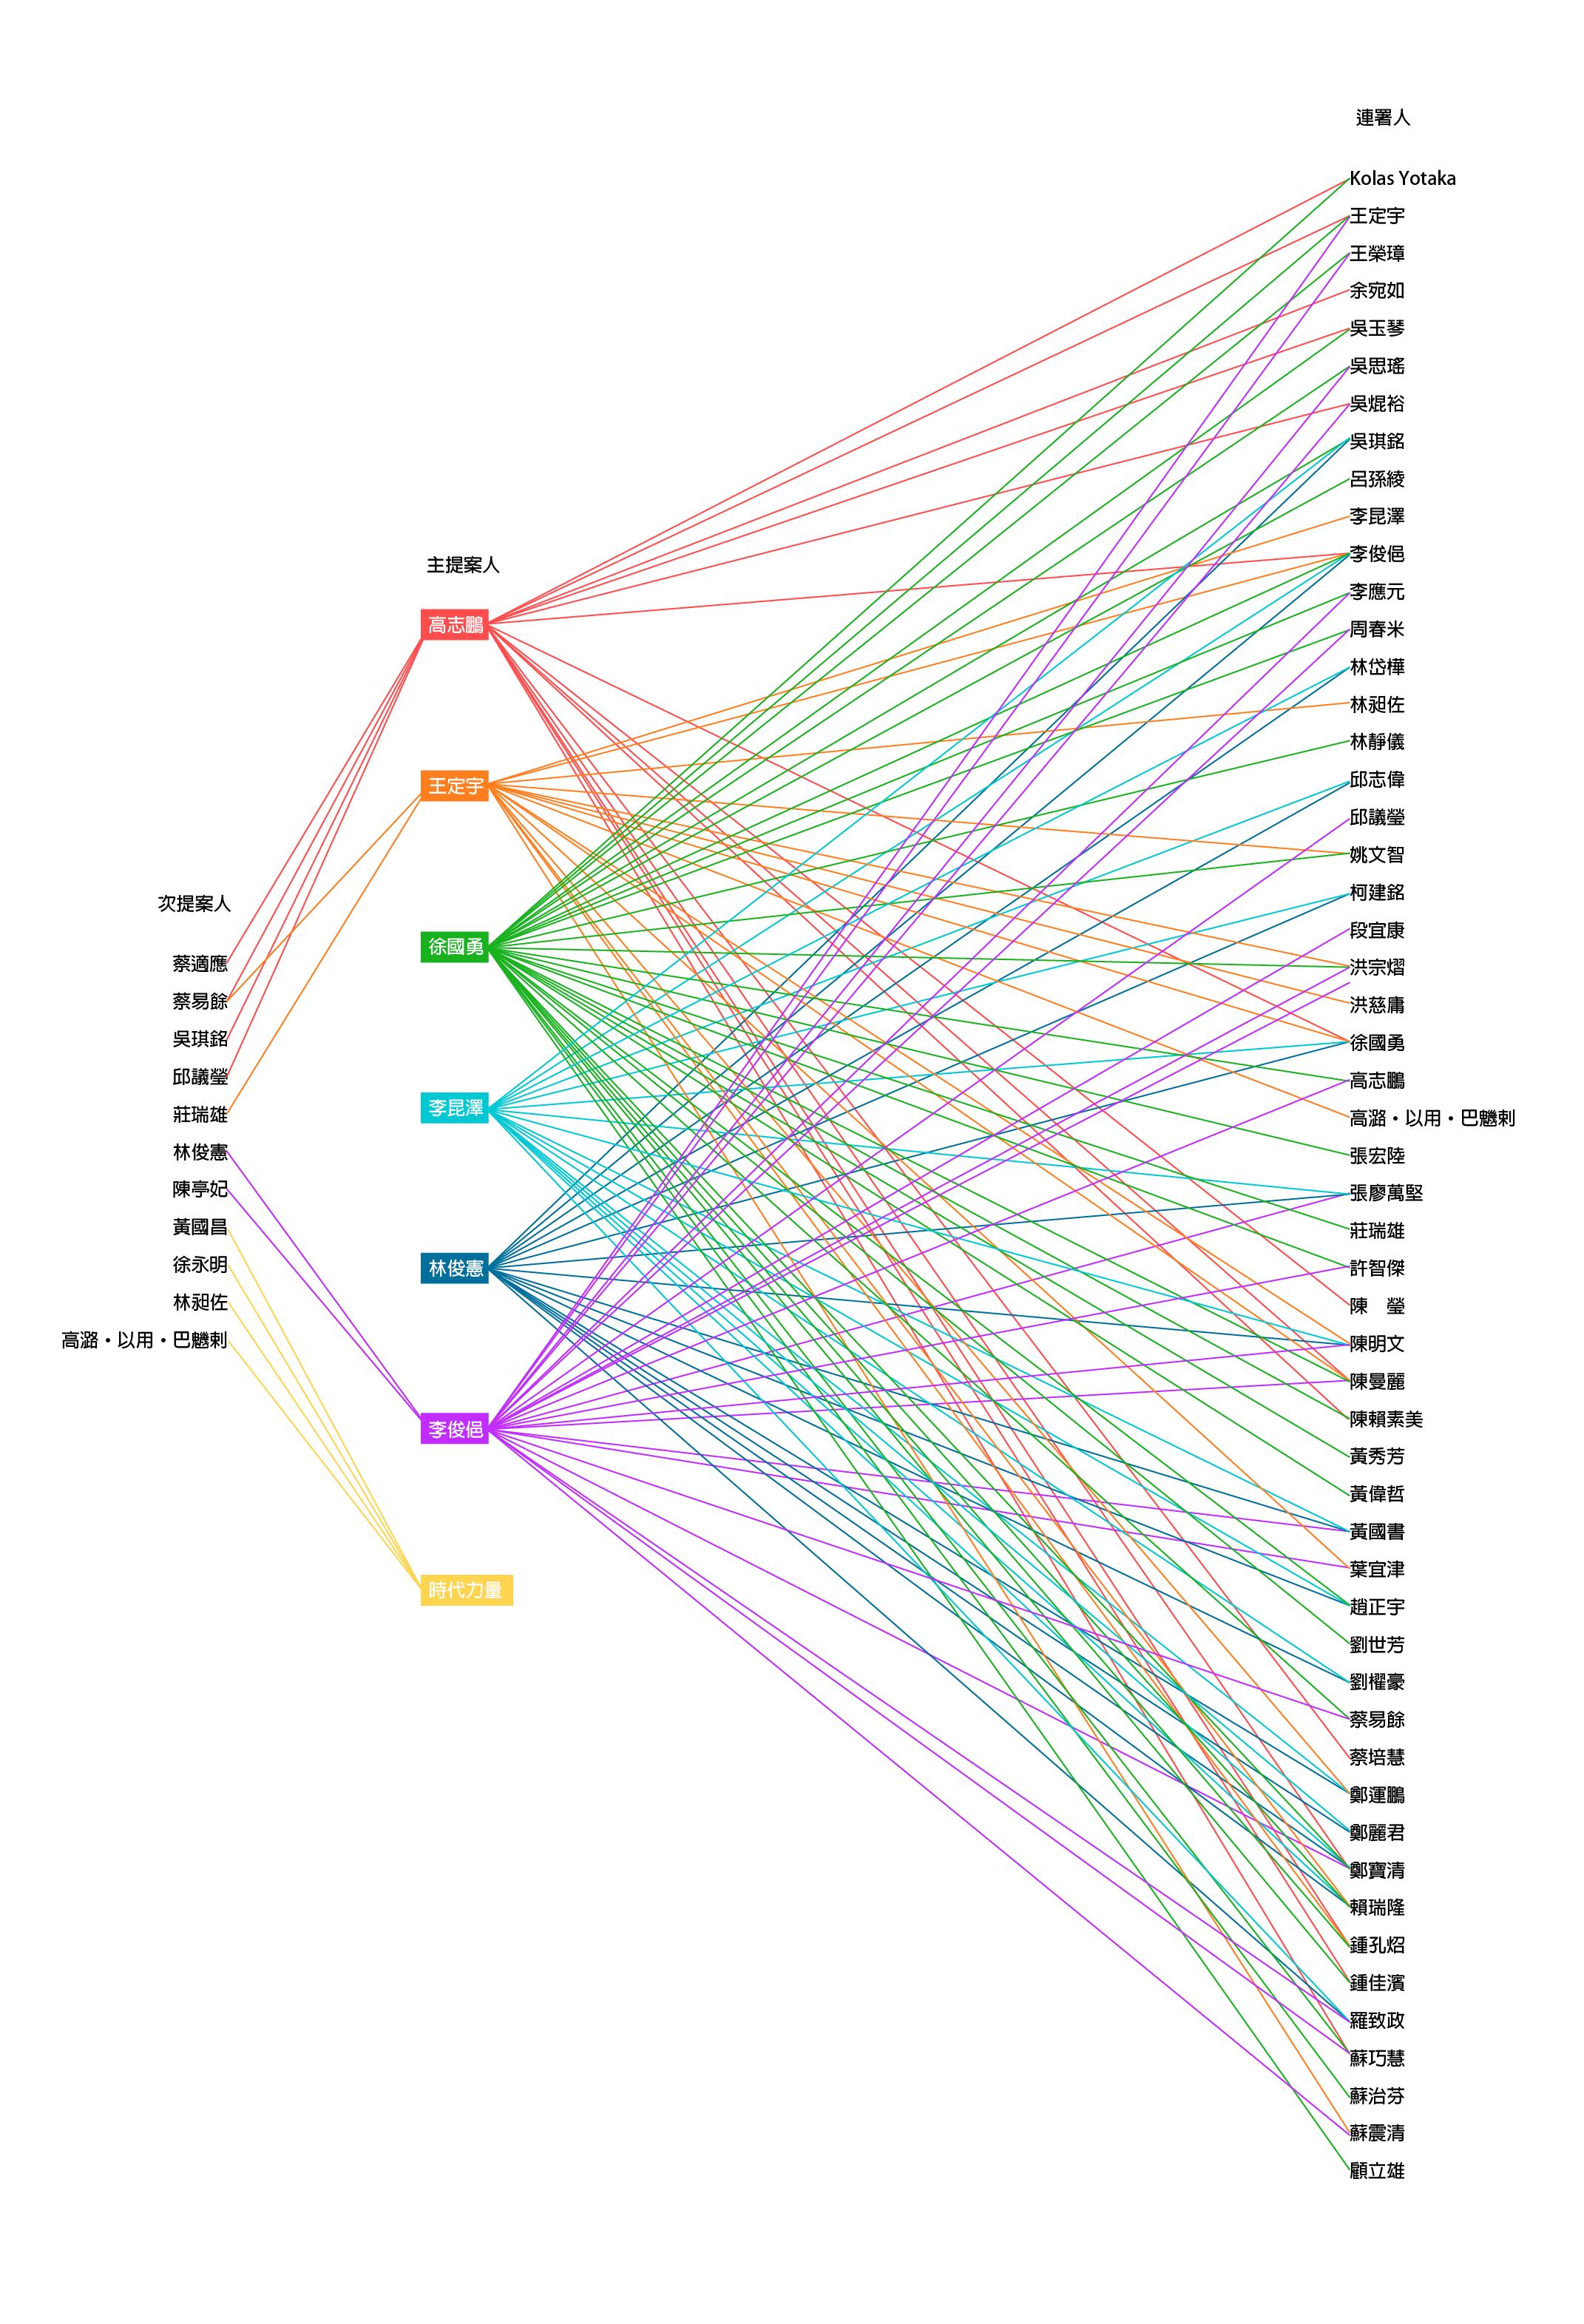 次提案人
蔡適應
蔡易餘
吳琪銘
邱議瑩
莊瑞雄
林俊憲
陳亭妃
黃國昌
徐永明
林昶佐
高潞・以用・巴魕剌
主提案人
高志鵬
王定宇
徐國勇
李昆澤
林俊憲
李俊俋
時代力量
連署人
Kolas Yotaka
王定宇
王榮璋
余宛如
吳玉琴
吳思瑤
吳焜裕
吳琪銘
呂孫綾
李昆澤
李俊俋
李應元
周春米
林岱樺
林昶佐
林靜儀
邱志偉
邱議瑩
姚文智
柯建銘
段宜康
洪宗熠
洪慈庸
徐國勇
高志鵬
高潞・以用・巴魕剌
張宏陸
張廖萬堅
莊瑞雄
許智傑
陳　瑩
陳明文
陳曼麗
陳賴素美
黃秀芳
黃偉哲
黃國書
葉宜津
趙正宇
劉世芳
劉櫂豪
蔡易餘
蔡培慧
鄭運鵬
鄭麗君
鄭寶清
賴瑞隆
鍾孔炤
鍾佳濱
羅致政
蘇巧慧
蘇治芬
蘇震清
顧立雄